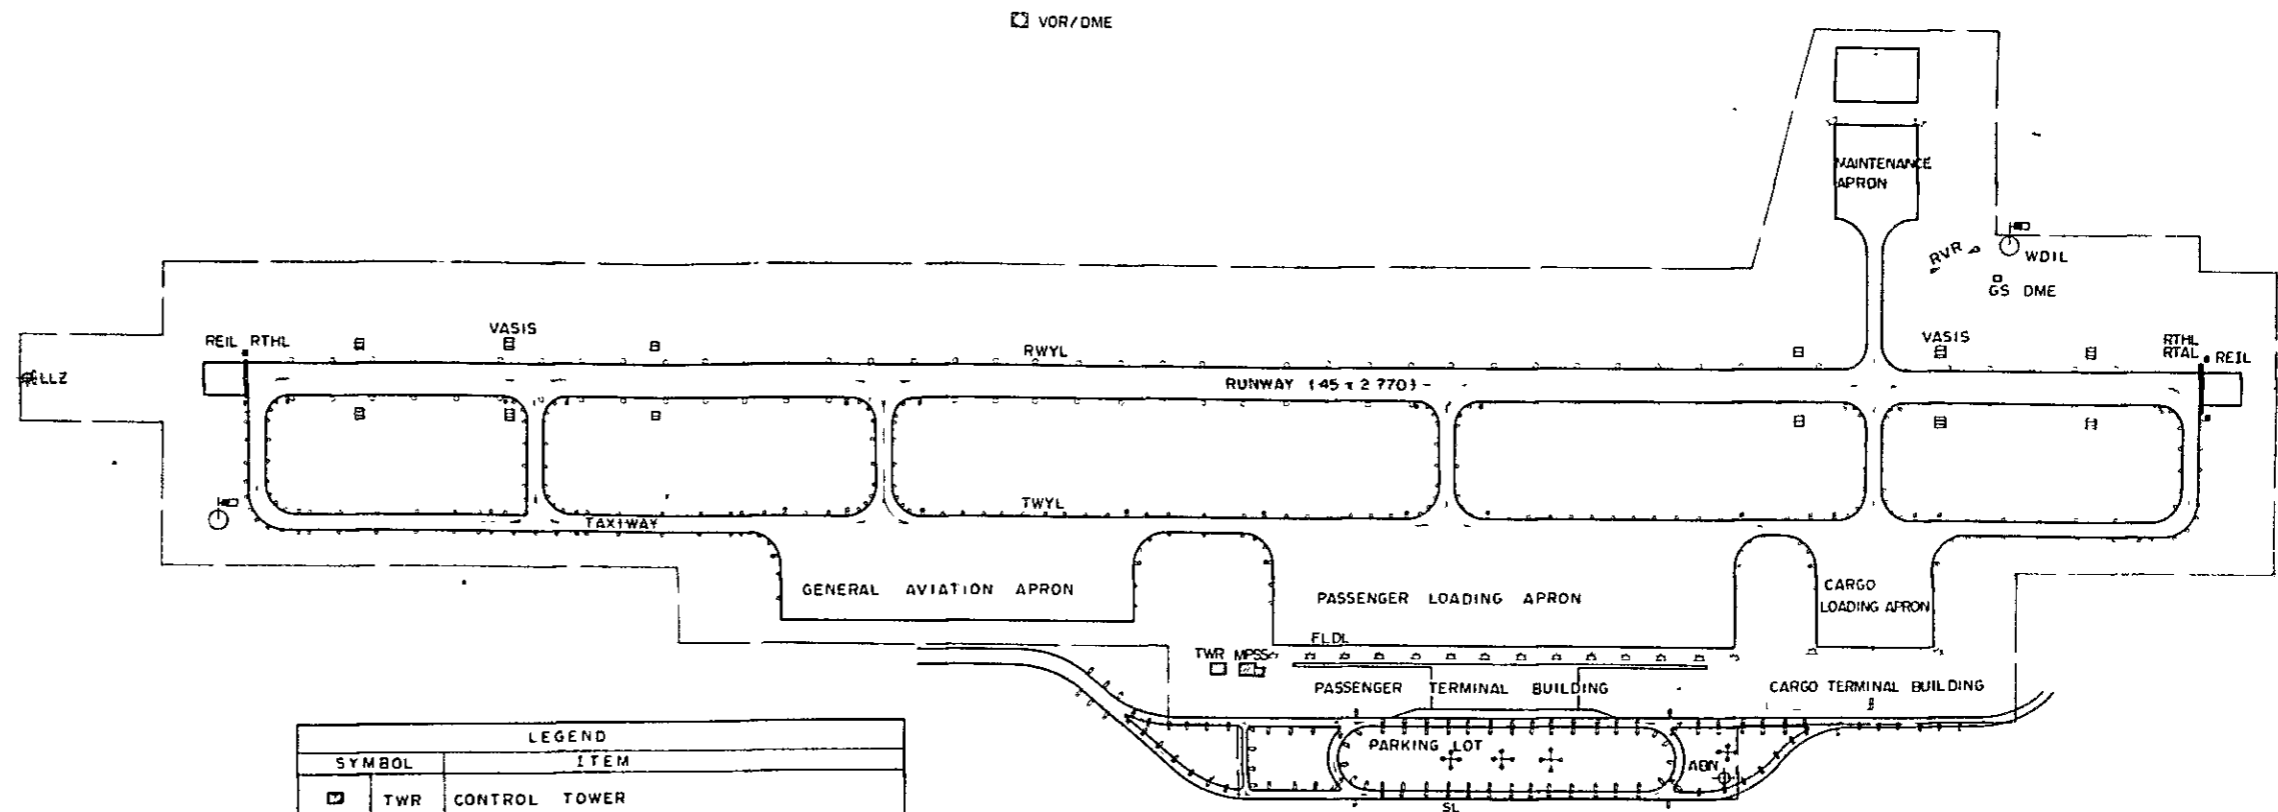 VOR/DME
MAINTENANCE
APRON
RVR
WDIL
GS DME
REIL RTHL
VASIS
RWYL
VASIS
RTHL
RTAL
REIL
LLZ
RUNWAY (45 x 2 770)
TWYL
TAXIWAY
GENERAL AVIATION APRON
PASSENGER LOADING APRON
CARGO
LOADING APRON
FLDL
TWR MPSS
PASSENGER TERMINAL BUILDING
CARGO TERMINAL BUILDING
PARKING LOT
ABN
SL
LEGEND
SYMBOL ITEM
TWR CONTROL TOWER